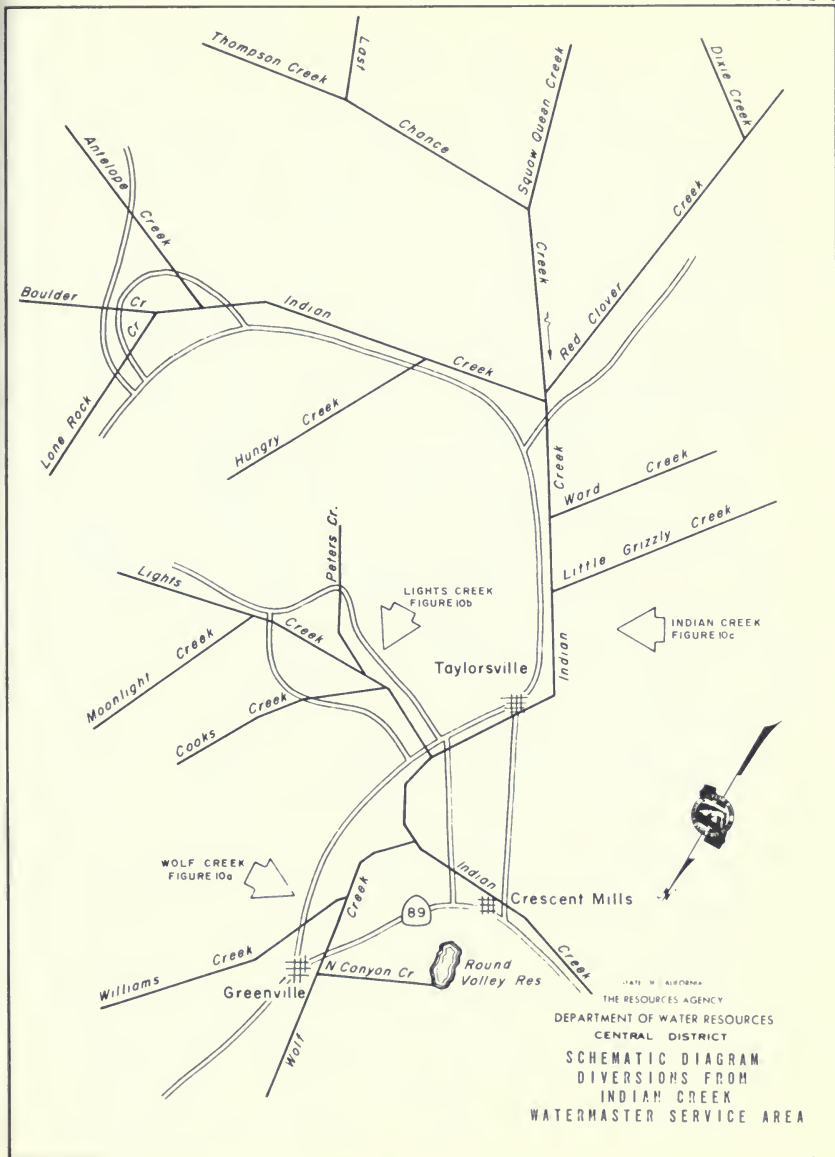 Thompson Creek
Lost
Chance
Creek
Squow Queen Creek
Dixie Creek
Red Clover Creek
Antelope Creek
Boulder Cr
Lone Rock Cr
Indian Creek
Hungry Creek
Creek
Ward Creek
Little Grizzly Creek
Indian
Peters Cr.
Lights Creek
LIGHTS CREEK
FIGURE 10b
INDIAN CREEK
FIGURE 10c
Moonlight Creek
Cooks Creek
Taylorsville
WOLF CREEK
FIGURE 10a
Indian Creek
Crescent Mills
89
Creek
Williams Creek
Greenville
N Canyon Cr
Round
Valley Res
Wolf
THE RESOURCES AGENCY
DEPARTMENT OF WATER RESOURCES
CENTRAL DISTRICT
SCHEMATIC DIAGRAM
DIVERSIONS FROM
INDIAN CREEK
WATERMASTER SERVICE AREA